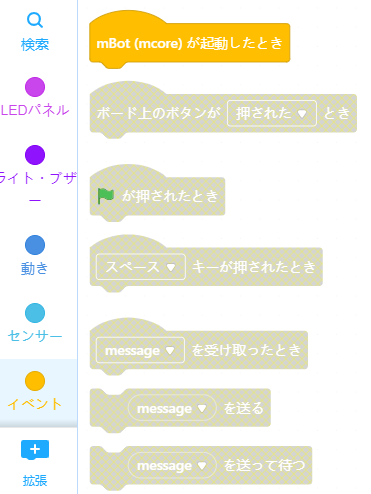 検索
LEDパネル
ライト・ブザ
ー
動き
センサー
イベント
拡張
mBot (mcore) が起動したとき
ボード上のボタンが 押された とき
が押されたとき
スペース キーが押されたとき
message を受け取ったとき
message を送る
message を送って待つ